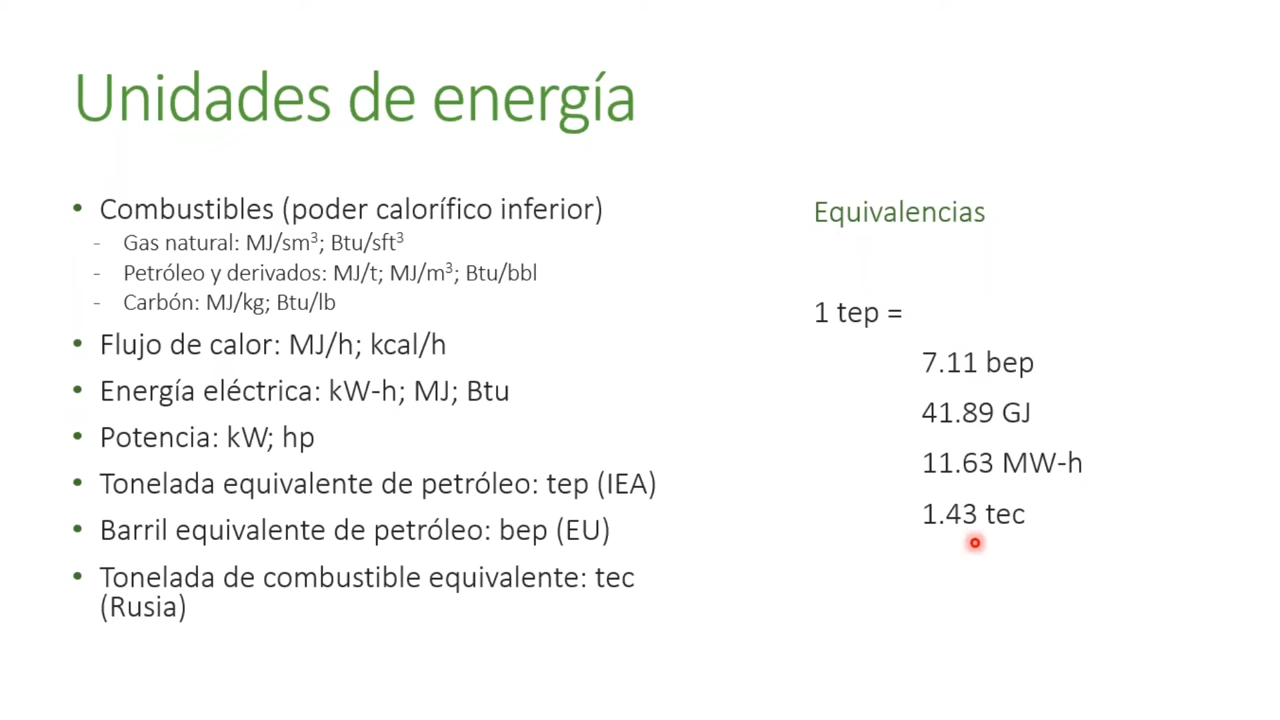 Unidades de energía
• Combustibles (poder calorífico inferior)
- Gas natural: MJ/sm³; Btu/sft³
- Petróleo y derivados: MJ/t; MJ/m³; Btu/bbl
- Carbón: MJ/kg; Btu/lb
• Flujo de calor: MJ/h; kcal/h
• Energía eléctrica: kW-h; MJ; Btu
• Potencia: kW; hp
• Tonelada equivalente de petróleo: tep (IEA)
• Barril equivalente de petróleo: bep (EU)
• Tonelada de combustible equivalente: tec
(Rusia)
Equivalencias
1 tep =
7.11 bep
41.89 GJ
11.63 MW-h
1.43 tec